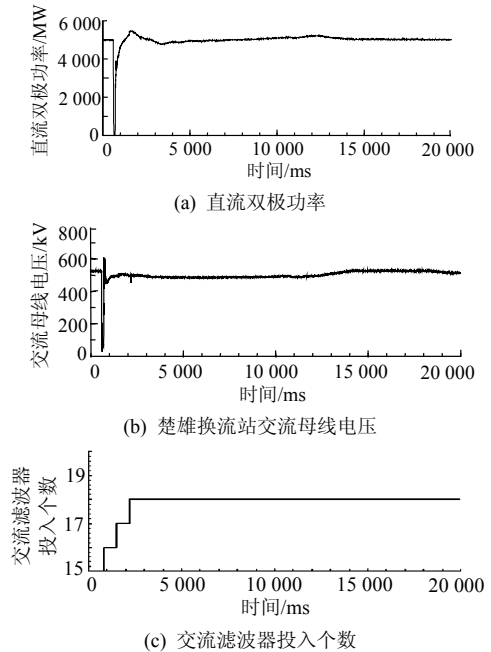 直流双极功率/MW
6 000
4 000
2 000
0
0
5 000
10 000
15 000
20 000
时间/ms
(a) 直流双极功率
交流母线电压/kV
800
600
400
200
0
0
5 000
10 000
15 000
20 000
时间/ms
(b) 楚雄换流站交流母线电压
交流滤波器
投入个数
19
17
15
0
5 000
10 000
15 000
20 000
时间/ms
(c) 交流滤波器投入个数